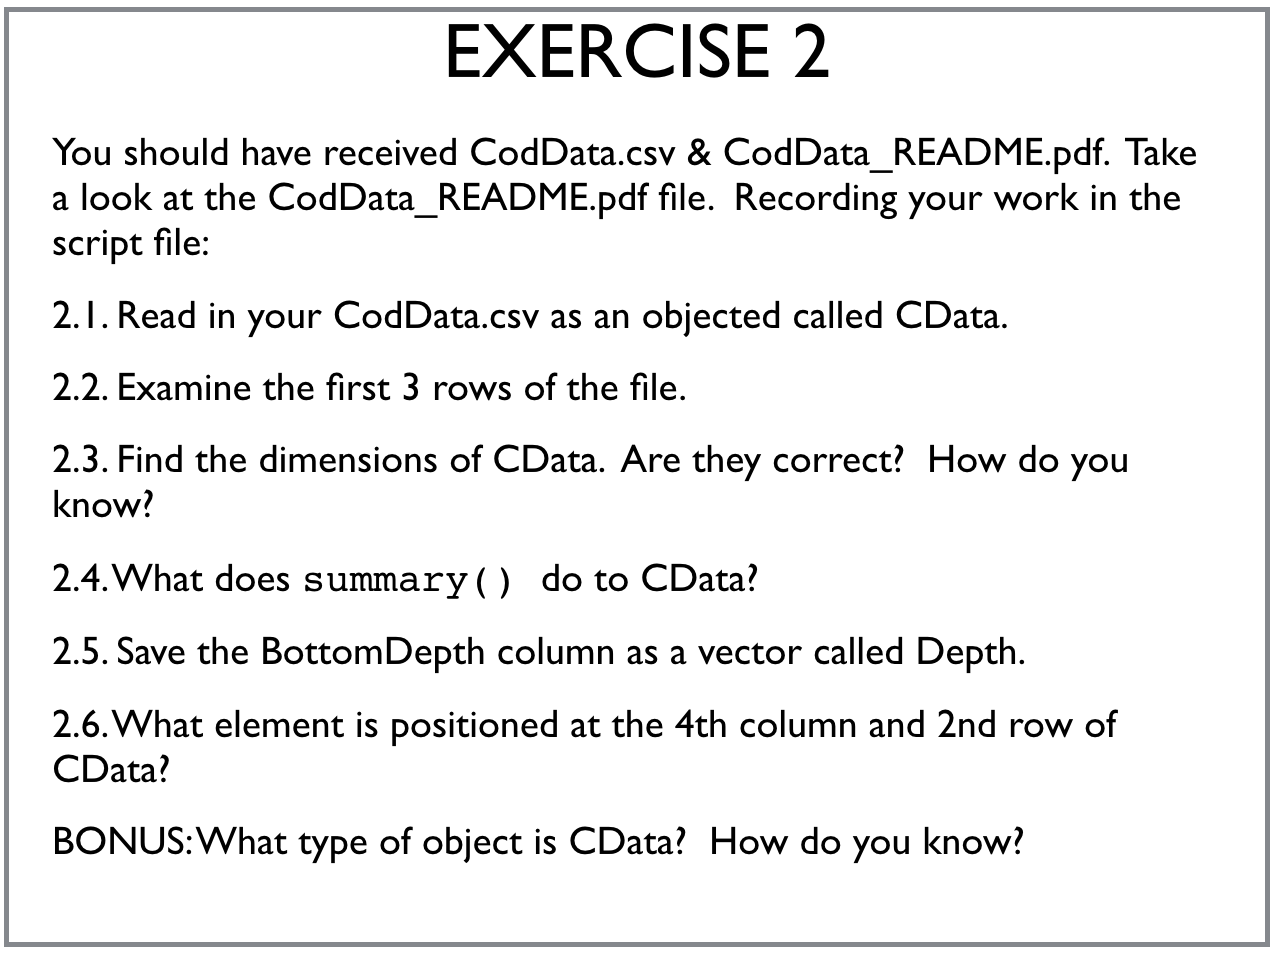 EXERCISE 2
You should have received CodData.csv & CodData_README.pdf. Take
a look at the CodData_README.pdf file. Recording your work in the
script file:
2.1. Read in your CodData.csv as an objected called CData.
2.2. Examine the first 3 rows of the file.
2.3. Find the dimensions of CData. Are they correct? How do you
know?
2.4. What does summary() do to CData?
2.5. Save the BottomDepth column as a vector called Depth.
2.6. What element is positioned at the 4th column and 2nd row of
CData?
BONUS: What type of object is CData? How do you know?